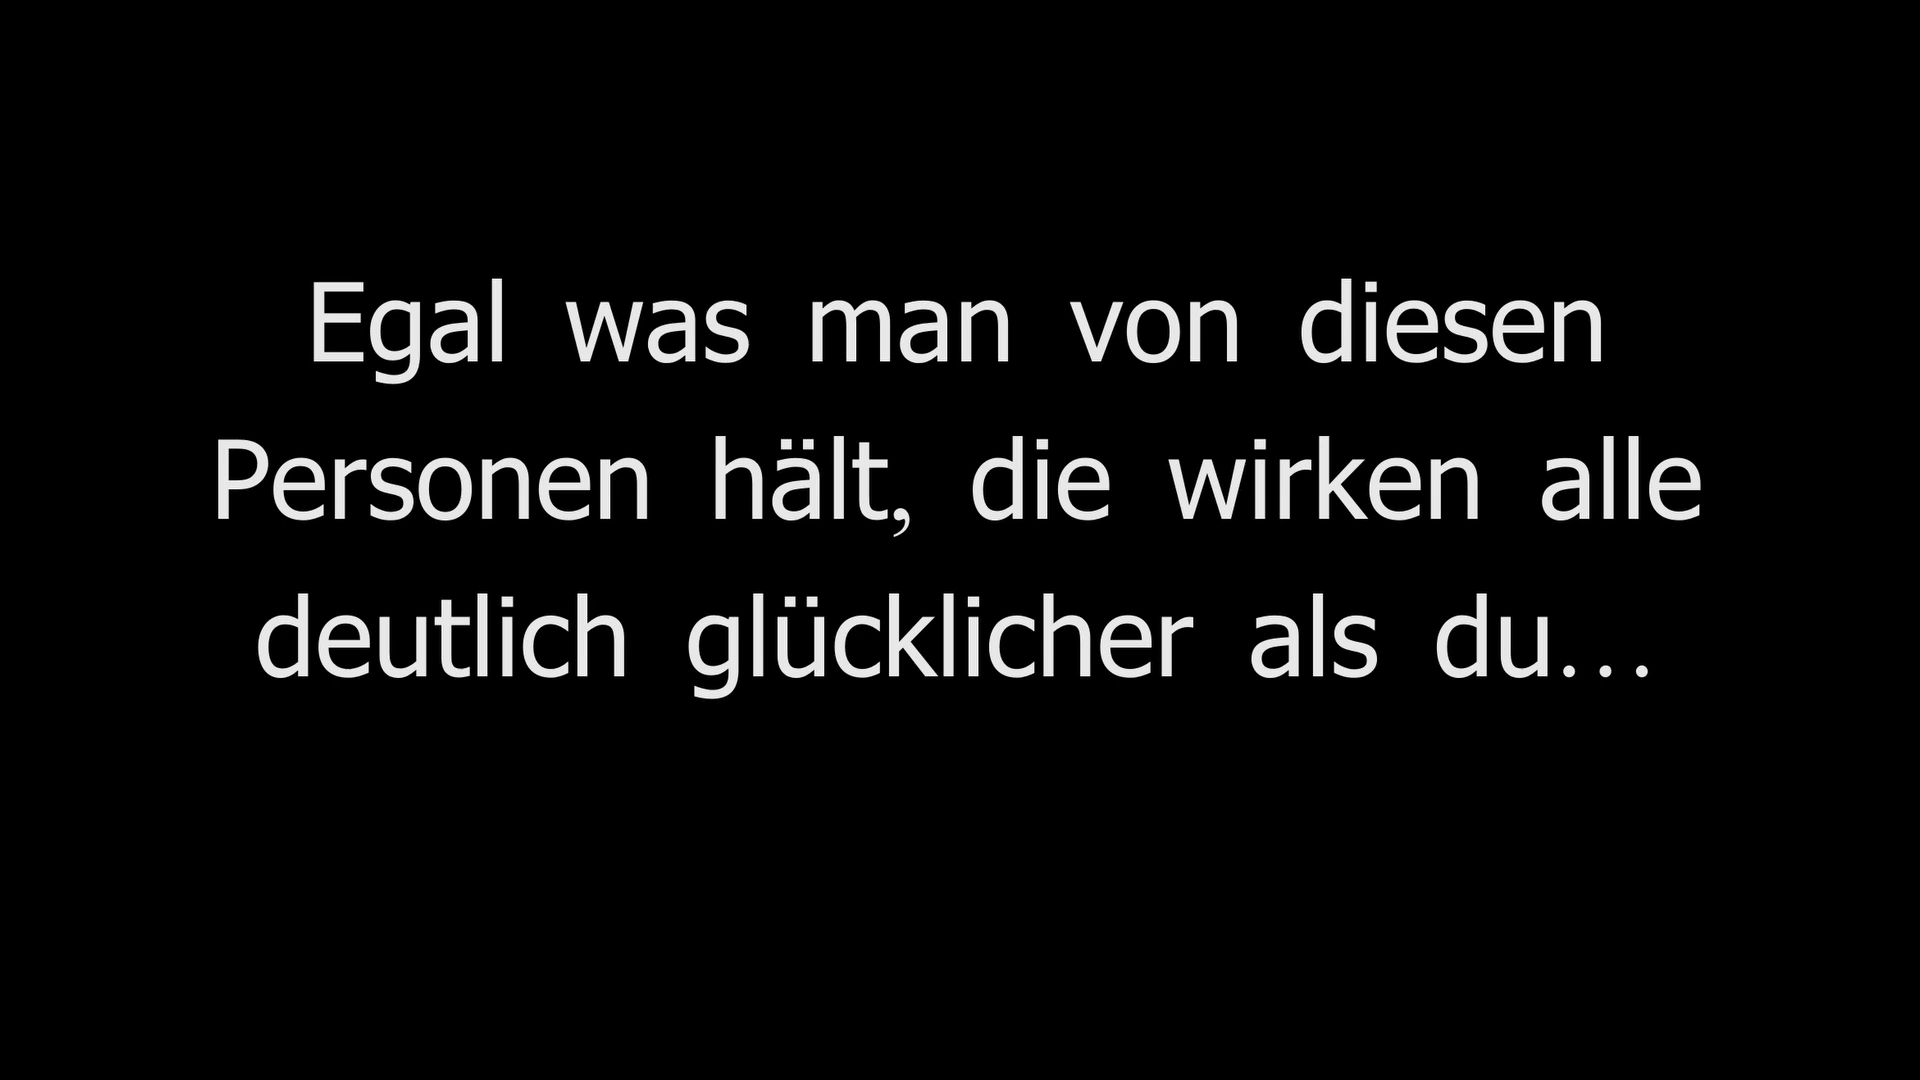 Egal was man von diesen
Personen hält, die wirken alle
deutlich glücklicher als du...